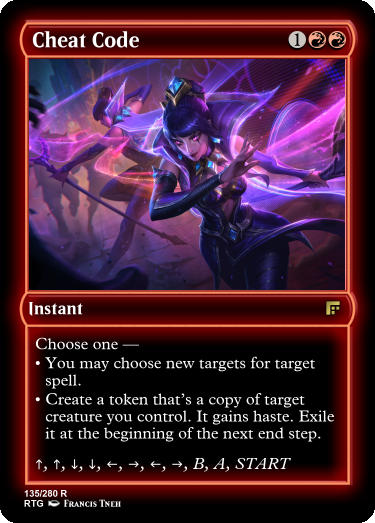 Cheat Code 1
Instant
Choose one —
• You may choose new targets for target
spell.
• Create a token that's a copy of target
creature you control. It gains haste. Exile
it at the beginning of the next end step.
↑, ↑, ↓, ↓, ←, →, ←, →, B, A, START
135/280 R
RTG Francis Tneh